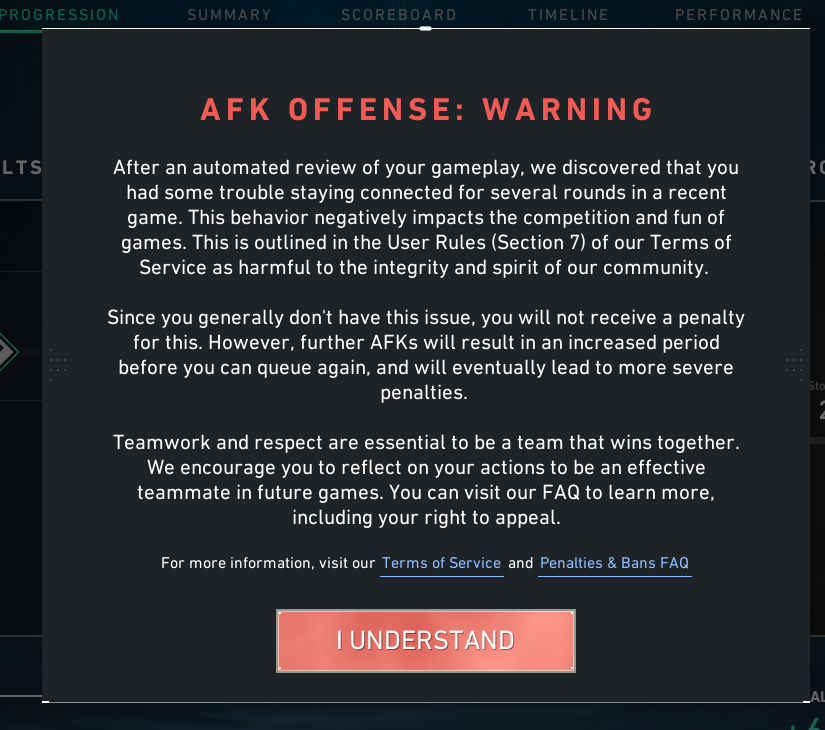 PROGRESSION SUMMARY SCOREBOARD TIMELINE PERFORMANCE
AFK OFFENSE: WARNING
After an automated review of your gameplay, we discovered that you
had some trouble staying connected for several rounds in a recent
game. This behavior negatively impacts the competition and fun of
games. This is outlined in the User Rules (Section 7) of our Terms of
Service as harmful to the integrity and spirit of our community.
Since you generally don't have this issue, you will not receive a penalty
for this. However, further AFKs will result in an increased period
before you can queue again, and will eventually lead to more severe
penalties.
Teamwork and respect are essential to be a team that wins together.
We encourage you to reflect on your actions to be an effective
teammate in future games. You can visit our FAQ to learn more,
including your right to appeal.
For more information, visit our Terms of Service and Penalties & Bans FAQ
I UNDERSTAND